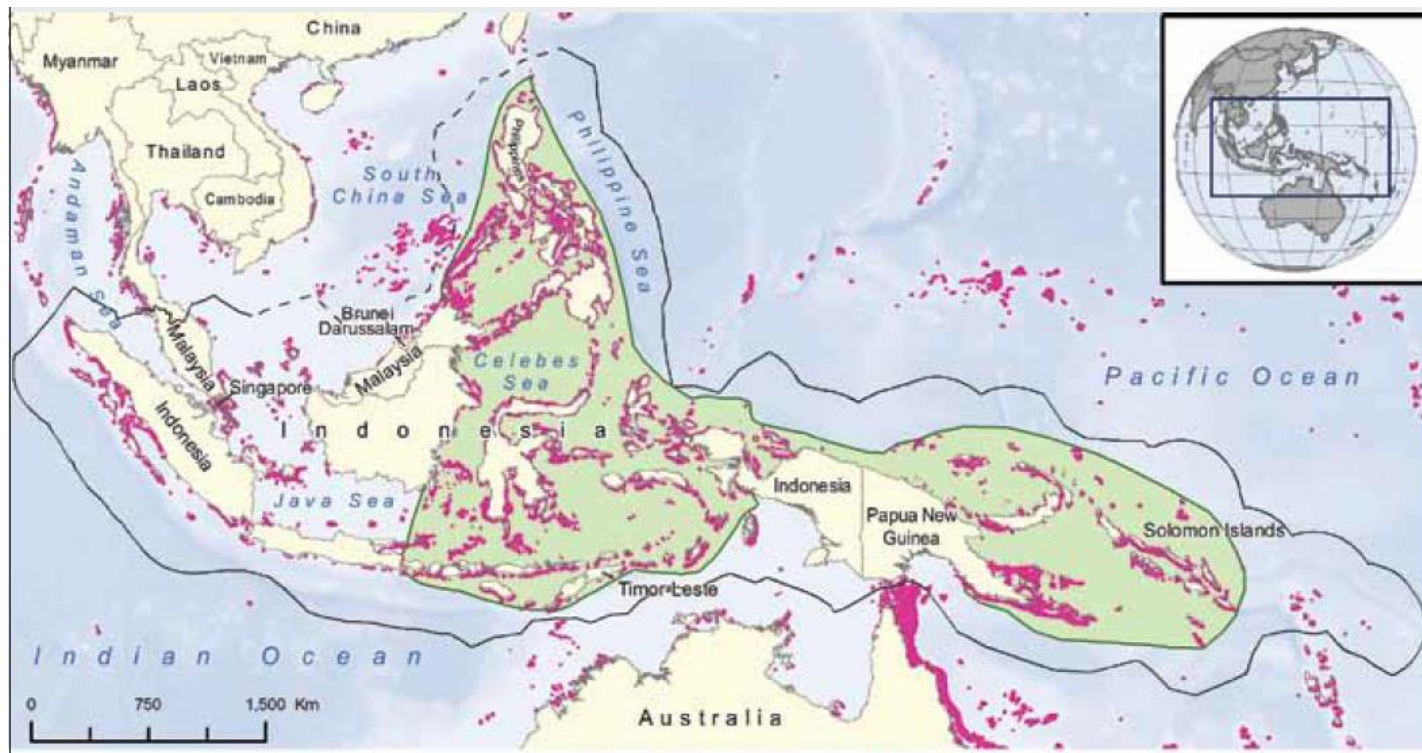 China
Myanmar
Vietnam
Laos
Thailand
Cambodia
Andaman Sea
South
China Sea
Philippines
Philippine Sea
Brunei
Darussalam
Malaysia
Malaysia
Singapore
Indonesia
Celebes
Sea
Indonesia
Java Sea
Pacific Ocean
Indonesia
Papua New
Guinea
Solomon Islands
Timor-Leste
Indian Ocean
Australia
0 750 1,500 Km